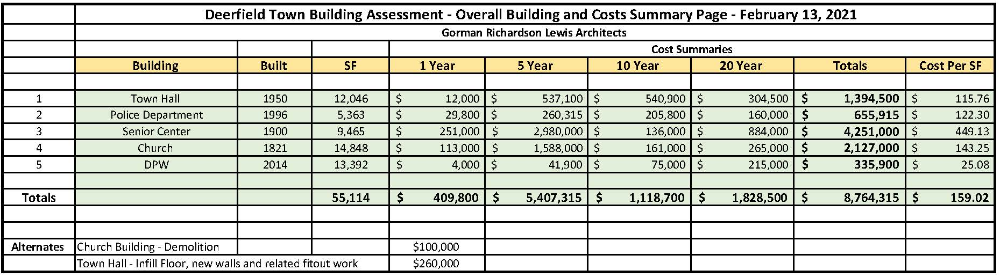 Deerfield Town Building Assessment - Overall Building and Costs Summary Page - February 13, 2021
Gorman Richardson Lewis Architects
Cost Summaries
Building Built SF 1 Year 5 Year 10 Year 20 Year Totals Cost Per SF
1 Town Hall 1950 12,046 $ 12,000 $ 537,100 $ 540,900 $ 304,500 $ 1,394,500 $ 115.76
2 Police Department 1996 5,363 $ 29,800 $ 260,315 $ 205,800 $ 160,000 $ 655,915 $ 122.30
3 Senior Center 1900 9,465 $ 251,000 $ 2,980,000 $ 136,000 $ 884,000 $ 4,251,000 $ 449.13
4 Church 1821 14,848 $ 113,000 $ 1,588,000 $ 161,000 $ 265,000 $ 2,127,000 $ 143.25
5 DPW 2014 13,392 $ 4,000 $ 41,900 $ 75,000 $ 215,000 $ 335,900 $ 25.08
Totals 55,114 $ 409,800 $ 5,407,315 $ 1,118,700 $ 1,828,500 $ 8,764,315 $ 159.02
Alternates Church Building - Demolition $100,000
Town Hall - Infill Floor, new walls and related fitout work $260,000